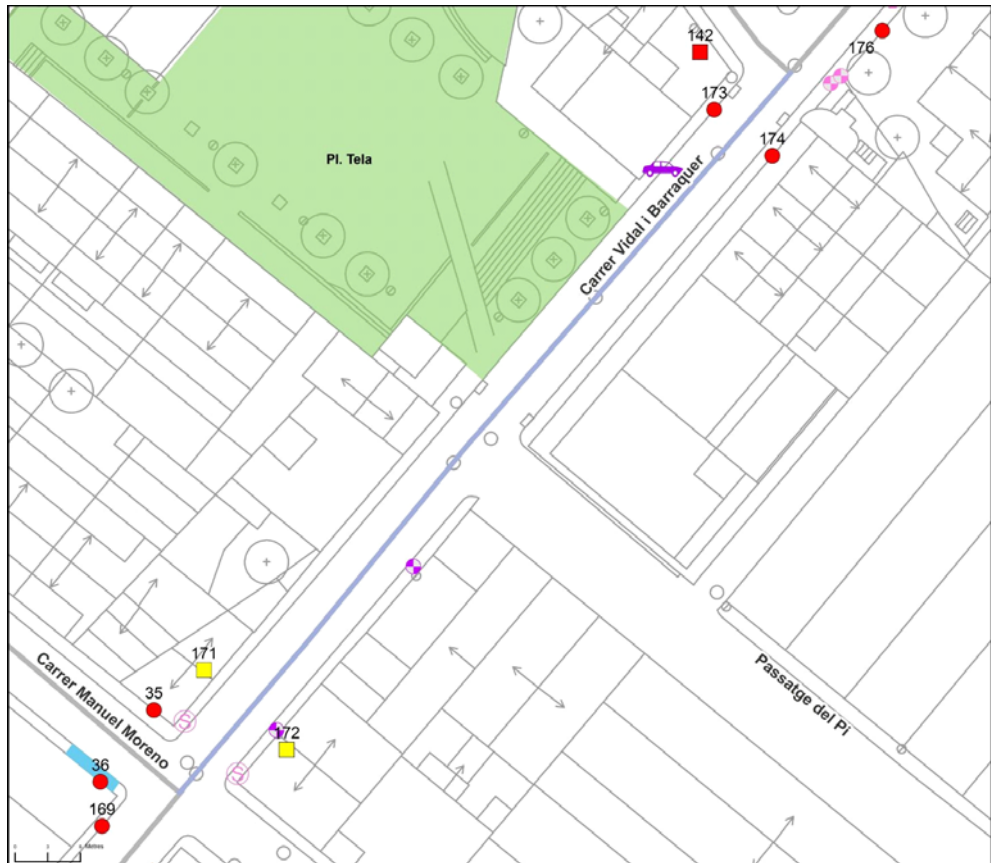 142
176
173
174
Pl. Tela
Carrer Vidal i Barraquer
171
35
Carrer Manuel Moreno
172
Passatge del Pi
S
S
36
169
Metres